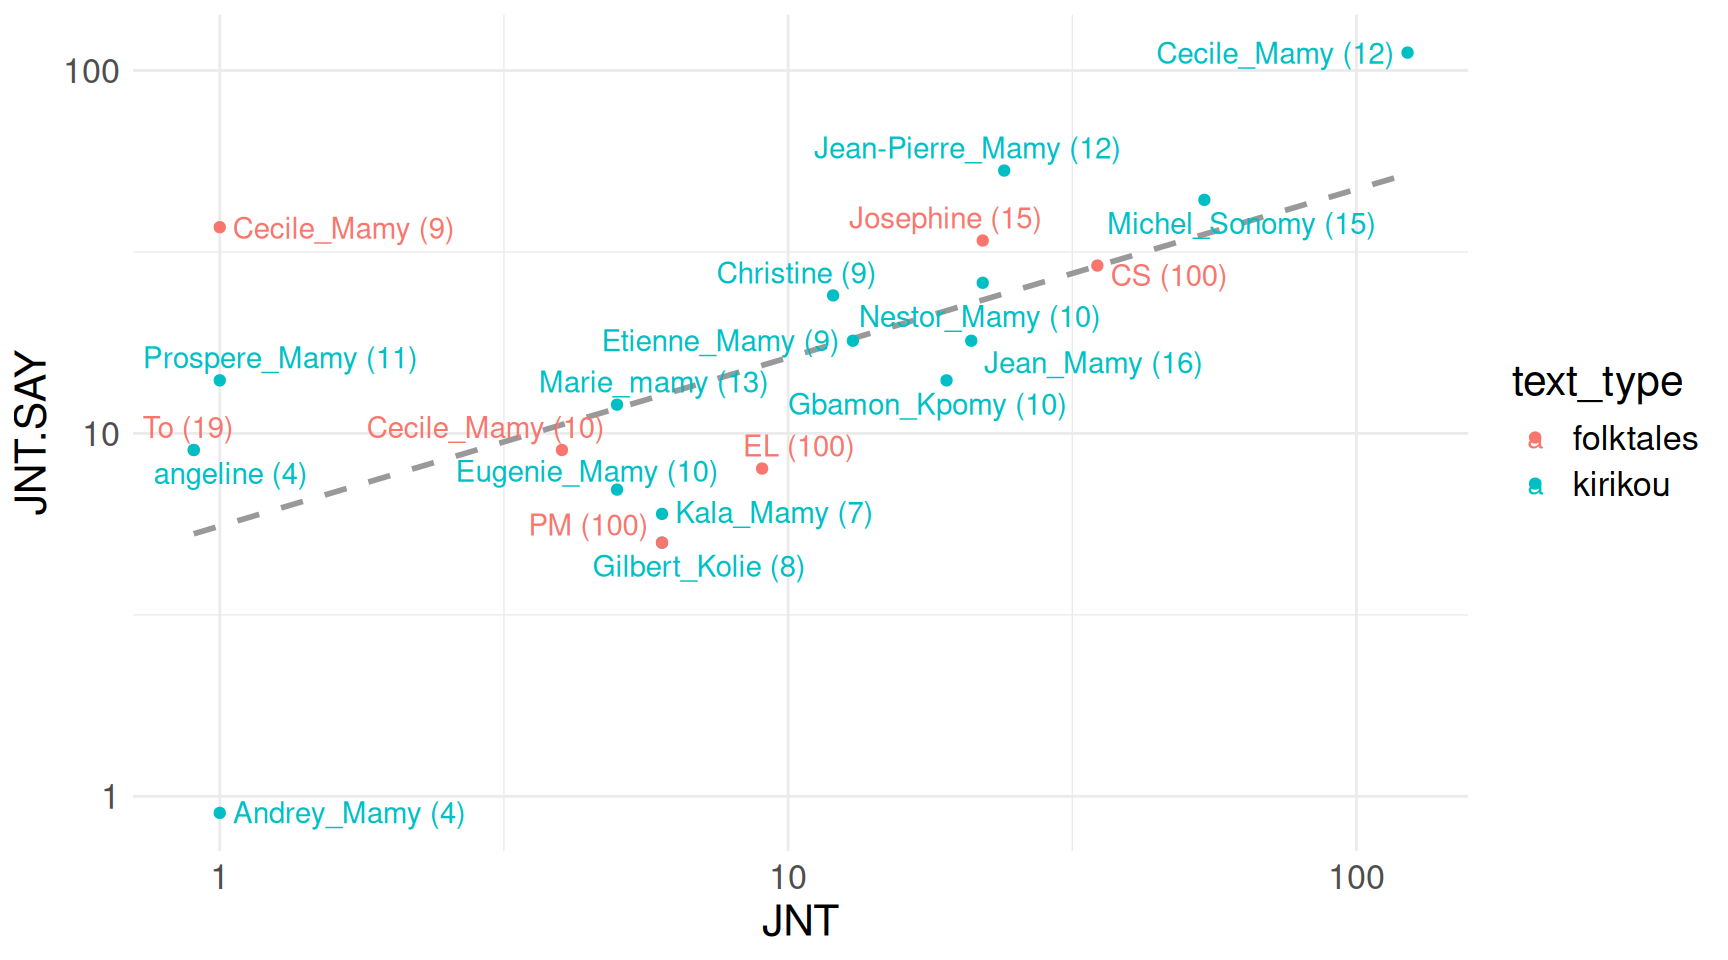 100
10
1
JNT.SAY
Cecile_Mamy (12)
Jean-Pierre_Mamy (12)
Josephine (15)
Michel_Sonomy (15)
Cecile_Mamy (9)
CS (100)
Christine (9)
Nestor_Mamy (10)
Etienne_Mamy (9)
Jean_Mamy (16)
Prospere_Mamy (11)
Marie_mamy (13)
Gbamon_Kpomy (10)
To (19)
Cecile_Mamy (10)
EL (100)
angeline (4)
Eugenie_Mamy (10)
Kala_Mamy (7)
PM (100)
Gilbert_Kolie (8)
Andrey_Mamy (4)
1
10
100
JNT
text_type
a folktales
a kirikou